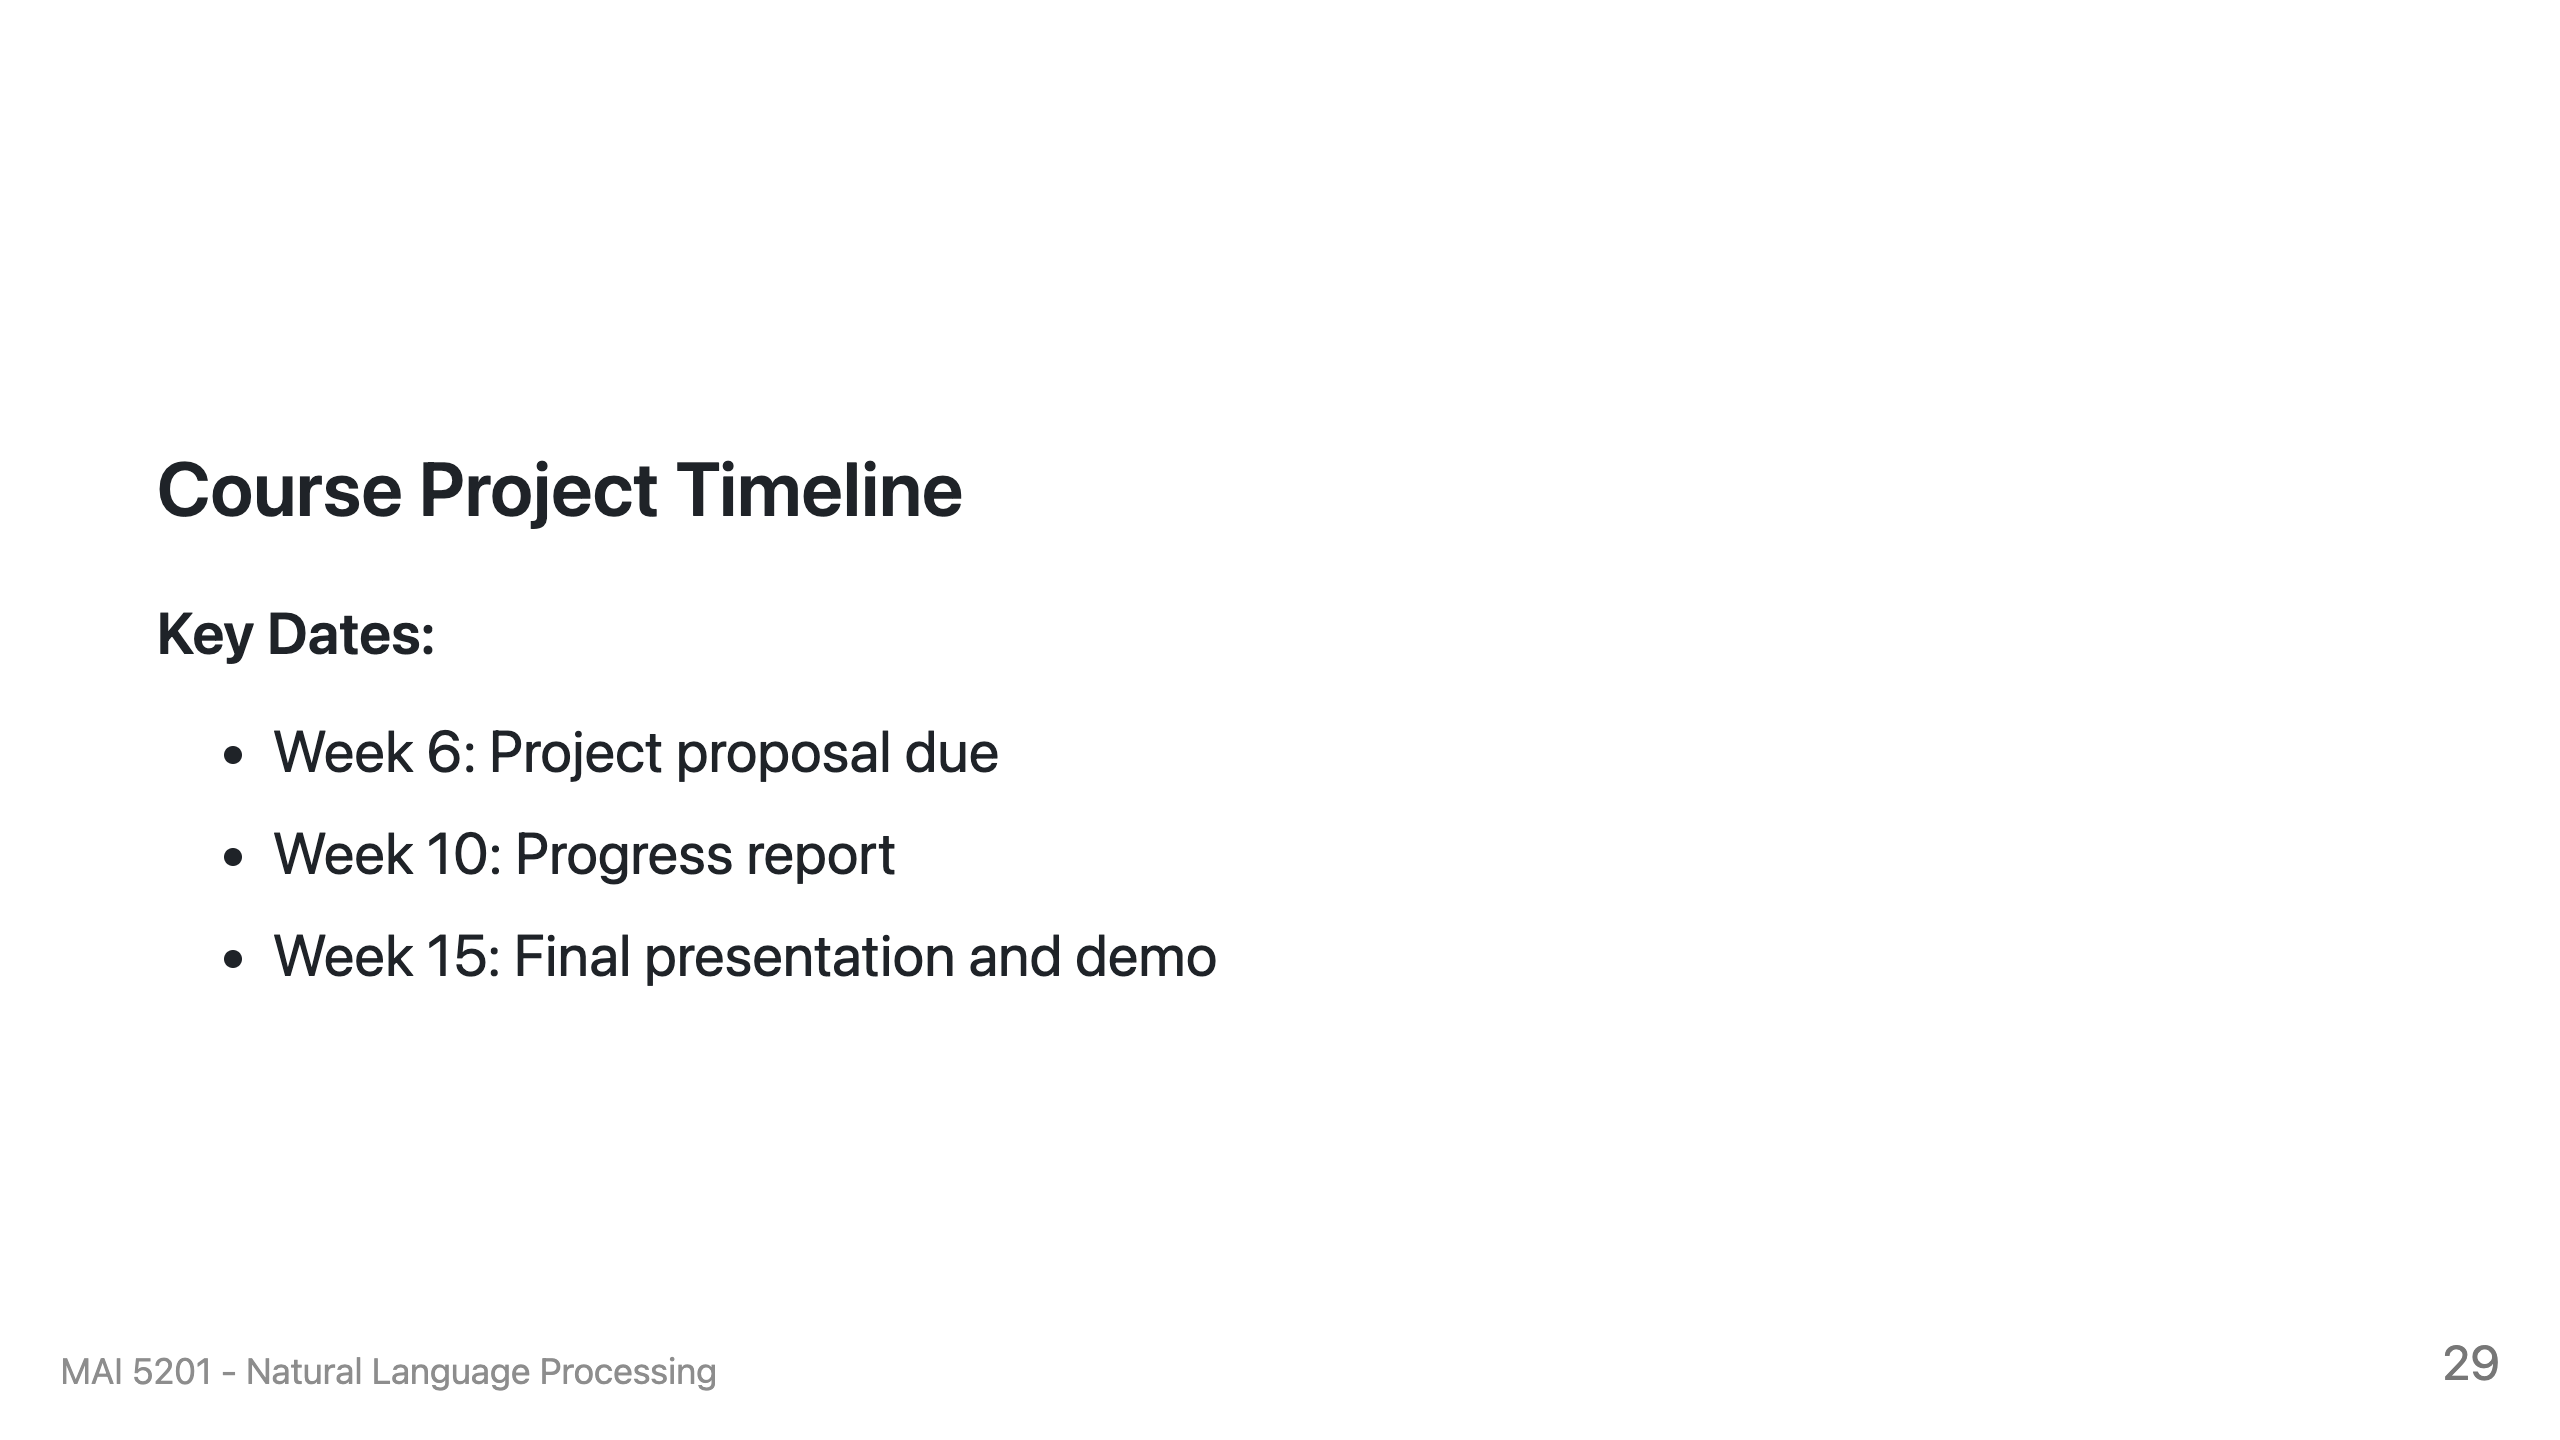 Course Project Timeline
Key Dates:
• Week 6: Project proposal due
• Week 10: Progress report
• Week 15: Final presentation and demo
MAI 5201 - Natural Language Processing
29